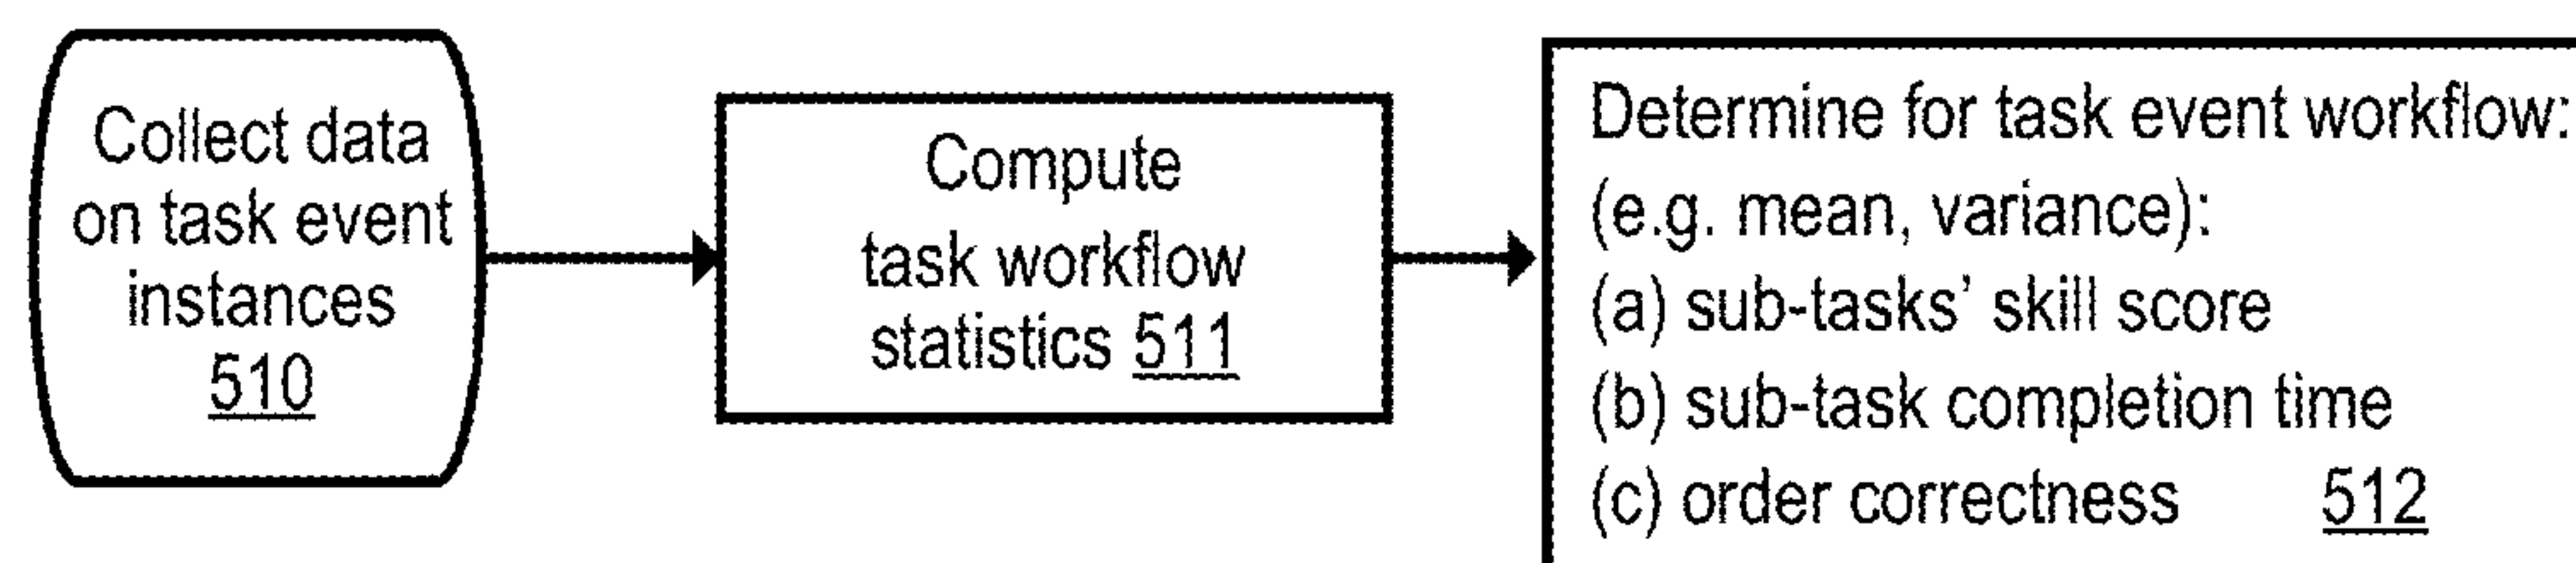 Collect data
on task event
instances
510
Compute
task workflow
statistics 511
Determine for task event workflow:
(e.g. mean, variance):
(a) sub-tasks’ skill score
(b) sub-task completion time
(c) order correctness 512